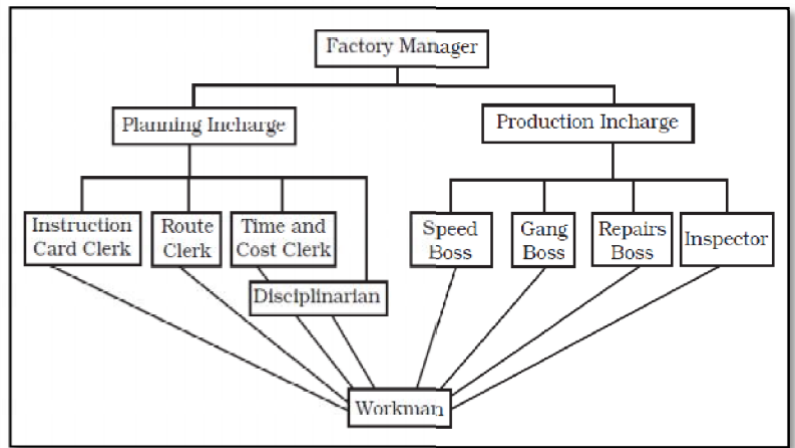 Factory Manager
Planning Incharge
Production Incharge
Instruction
Card Clerk
Route
Clerk
Time and
Cost Clerk
Disciplinarian
Speed
Boss
Gang
Boss
Repairs
Boss
Inspector
Workman